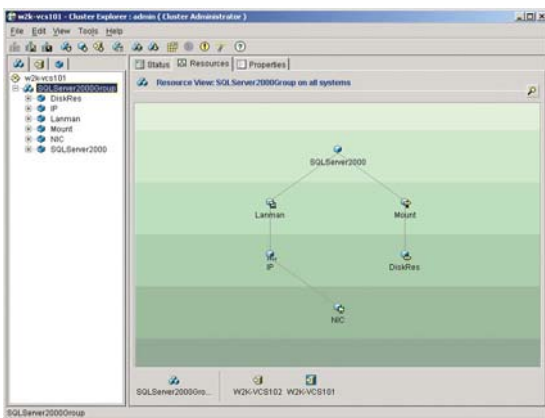 w2k-vcs101 - Cluster Explorer : admin ( Cluster Administrator )
File Edit View Tools Help
Status Resources Properties
w2k-vcs101
Resource View: SQLServer2000Group on all systems
SQLServer2000Group
DiskRes
IP
Lanman
Mount
NIC
SQLServer2000
SQLServer2000
Lanman Mount
IP DiskRes
NIC
SQLServer2000Gro... W2K-VCS102 W2K-VCS101
SQLServer2000Group